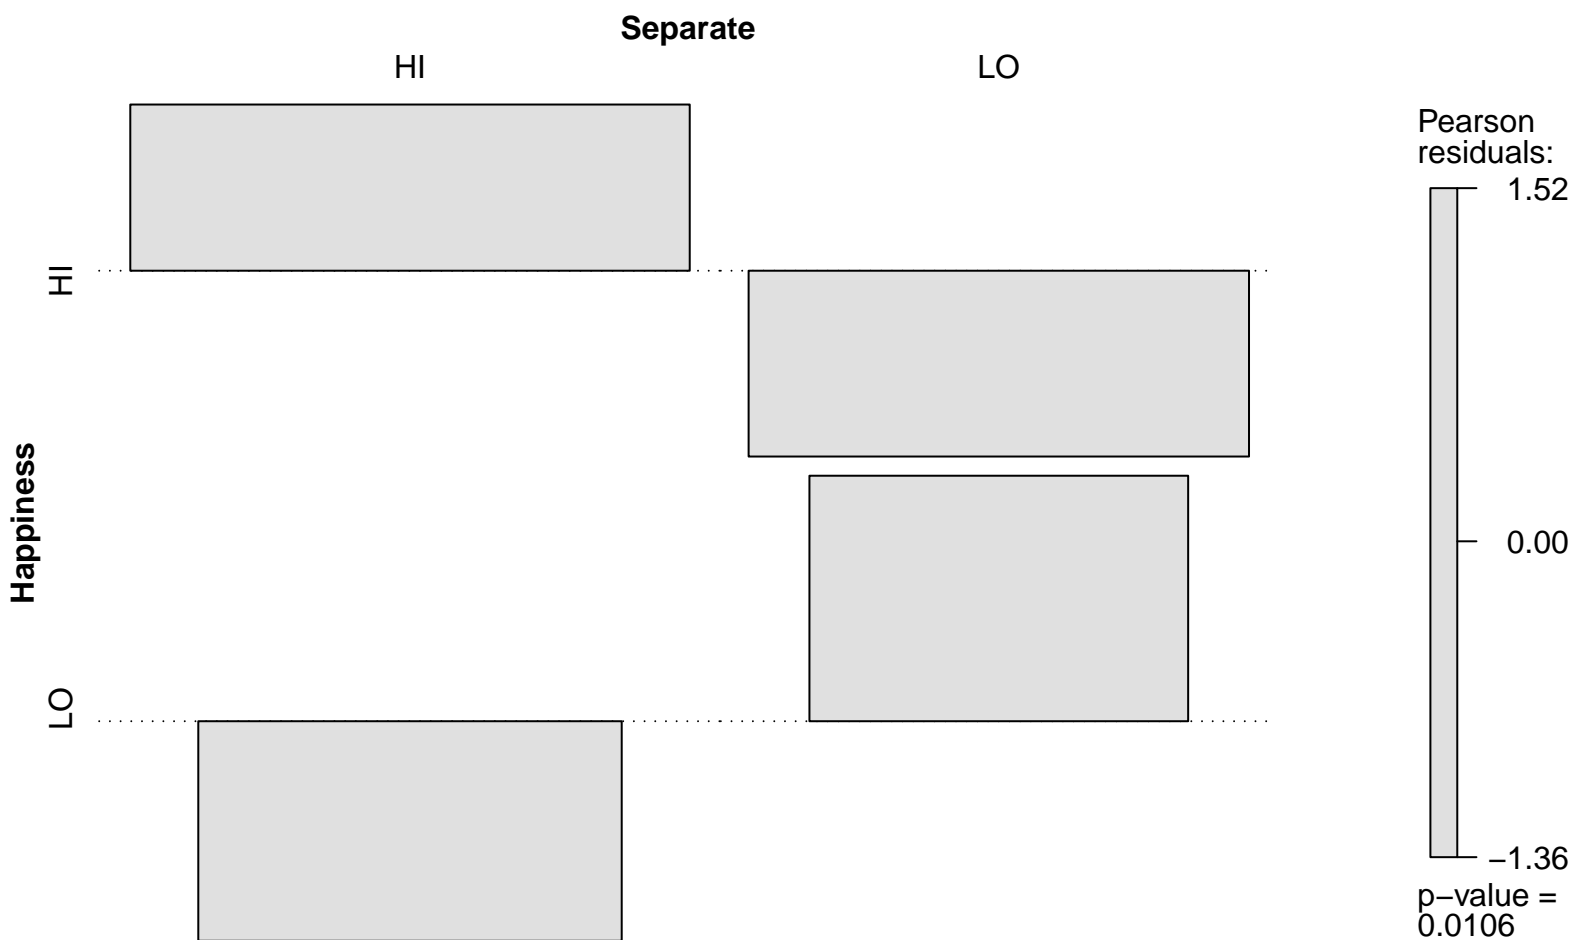 Separate
HI LO
HI
Happiness
LO
Pearson
residuals:
1.52
0.00
−1.36
p−value =
0.0106